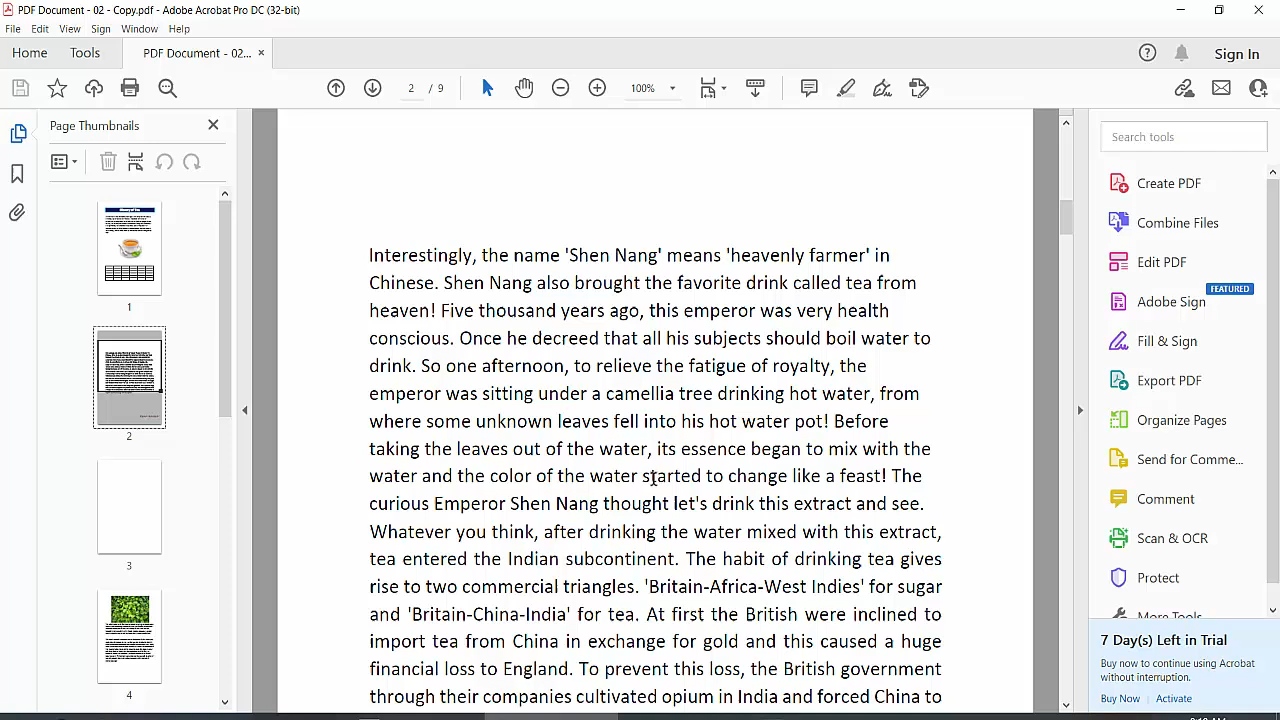 PDF Document - 02 - Copy.pdf - Adobe Acrobat Pro DC (32-bit)
File Edit View Sign Window Help
Home Tools PDF Document - 02... × Sign In
2 / 9 100%
Page Thumbnails
1
2
3
4
Interestingly, the name 'Shen Nang' means 'heavenly farmer' in
Chinese. Shen Nang also brought the favorite drink called tea from
heaven! Five thousand years ago, this emperor was very health
conscious. Once he decreed that all his subjects should boil water to
drink. So one afternoon, to relieve the fatigue of royalty, the
emperor was sitting under a camellia tree drinking hot water, from
where some unknown leaves fell into his hot water pot! Before
taking the leaves out of the water, its essence began to mix with the
water and the color of the water started to change like a feast! The
curious Emperor Shen Nang thought let's drink this extract and see.
Whatever you think, after drinking the water mixed with this extract,
tea entered the Indian subcontinent. The habit of drinking tea gives
rise to two commercial triangles. 'Britain-Africa-West Indies' for sugar
and 'Britain-China-India' for tea. At first the British were inclined to
import tea from China in exchange for gold and this caused a huge
financial loss to England. To prevent this loss, the British government
through their companies cultivated opium in India and forced China to
Search tools
Create PDF
Combine Files
Edit PDF
FEATURED
Adobe Sign
Fill & Sign
Export PDF
Organize Pages
Send for Comme...
Comment
Scan & OCR
Protect
More Tools
7 Day(s) Left in Trial
Buy now to continue using Acrobat
without interruption.
Buy Now Activate